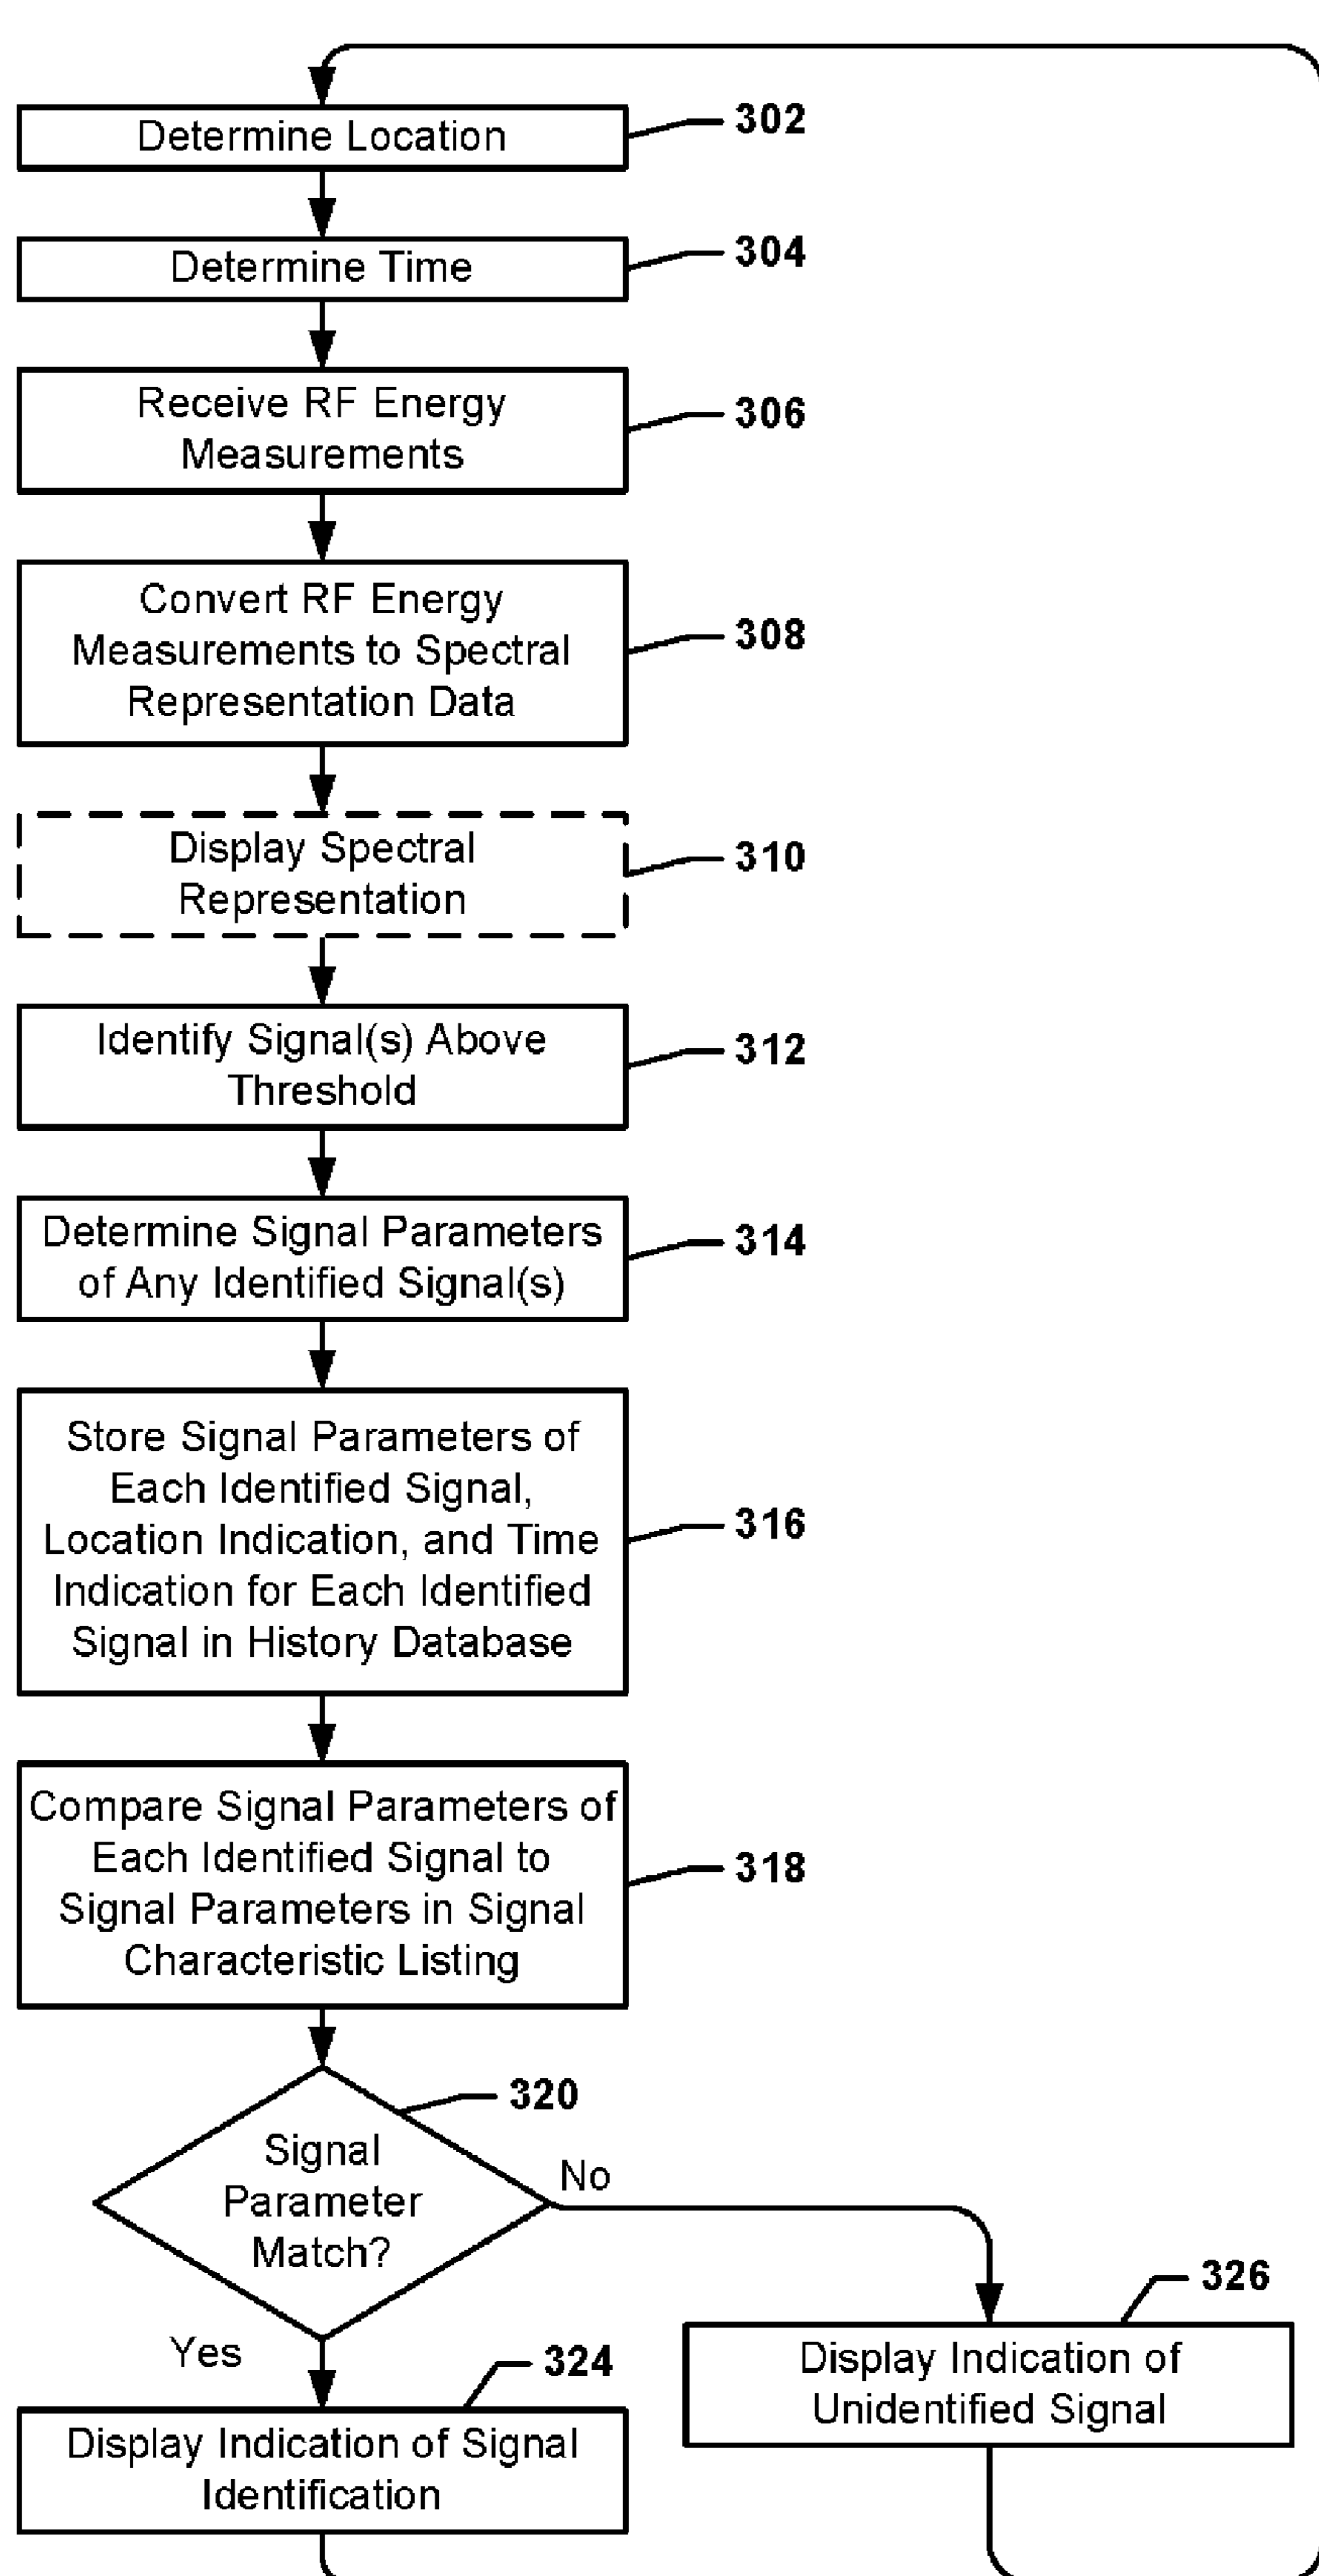 Determine Location
302
Determine Time
304
Receive RF Energy
Measurements
306
Convert RF Energy
Measurements to Spectral
Representation Data
308
Display Spectral
Representation
310
Identify Signal(s) Above
Threshold
312
Determine Signal Parameters
of Any Identified Signal(s)
314
Store Signal Parameters of
Each Identified Signal,
Location Indication, and Time
Indication for Each Identified
Signal in History Database
316
Compare Signal Parameters of
Each Identified Signal to
Signal Parameters in Signal
Characteristic Listing
318
320
Signal
Parameter
Match?
No
Yes
326
Display Indication of
Unidentified Signal
324
Display Indication of Signal
Identification